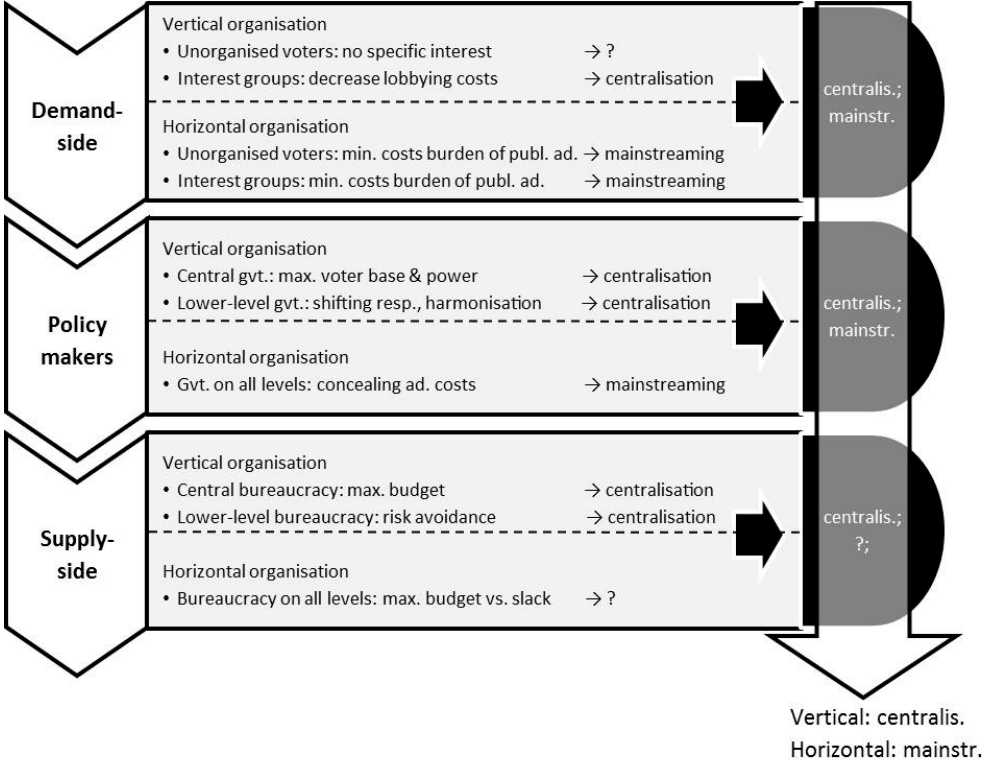 Demand-
side
Vertical organisation
• Unorganised voters: no specific interest → ?
• Interest groups: decrease lobbying costs → centralisation
Horizontal organisation
• Unorganised voters: min. costs burden of publ. ad. → mainstreaming
• Interest groups: min. costs burden of publ. ad. → mainstreaming
centralis.;
mainstr.
Policy
makers
Vertical organisation
• Central gvt.: max. voter base & power → centralisation
• Lower-level gvt.: shifting resp., harmonisation → centralisation
Horizontal organisation
• Gvt. on all levels: concealing ad. costs → mainstreaming
centralis.;
mainstr.
Supply-
side
Vertical organisation
• Central bureaucracy: max. budget → centralisation
• Lower-level bureaucracy: risk avoidance → centralisation
Horizontal organisation
• Bureaucracy on all levels: max. budget vs. slack → ?
centralis.;
?;
Vertical: centralis.
Horizontal: mainstr.